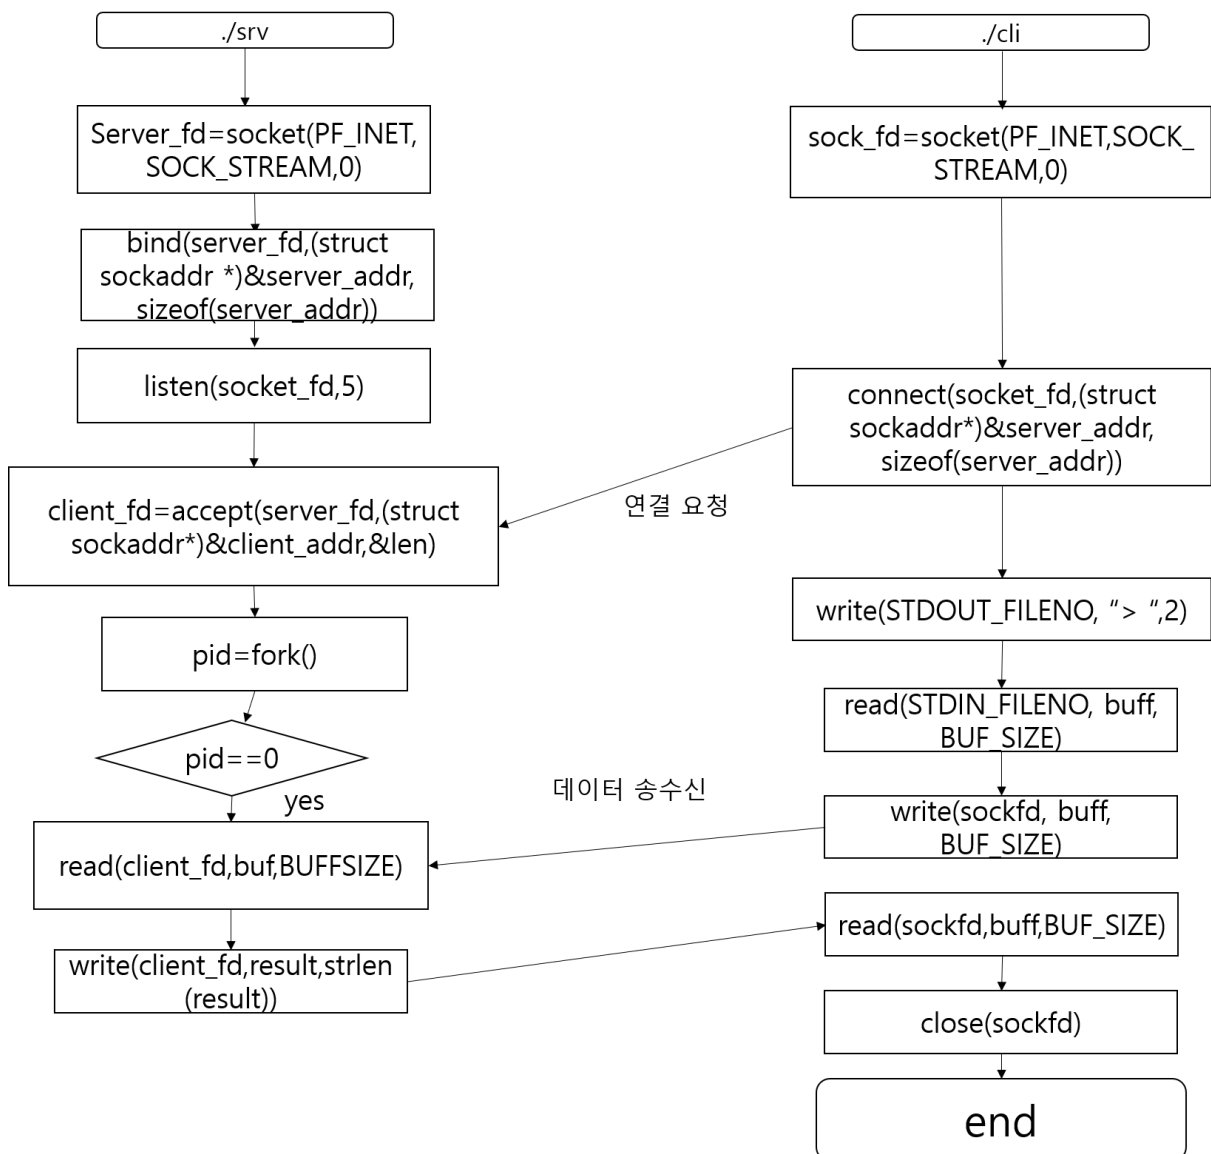 ./srv
Server_fd=socket(PF_INET,
SOCK_STREAM,0)
bind(server_fd,(struct
sockaddr *)&server_addr,
sizeof(server_addr))
listen(socket_fd,5)
client_fd=accept(server_fd,(struct
sockaddr*)&client_addr,&len)
pid=fork()
pid==0
yes
read(client_fd,buf,BUFFSIZE)
write(client_fd,result,strlen
(result))
연결 요청
데이터 송수신
./cli
sock_fd=socket(PF_INET,SOCK_
STREAM,0)
connect(socket_fd,(struct
sockaddr*)&server_addr,
sizeof(server_addr))
write(STDOUT_FILENO, “> “,2)
read(STDIN_FILENO, buff,
BUF_SIZE)
write(sockfd, buff,
BUF_SIZE)
read(sockfd,buff,BUF_SIZE)
close(sockfd)
end